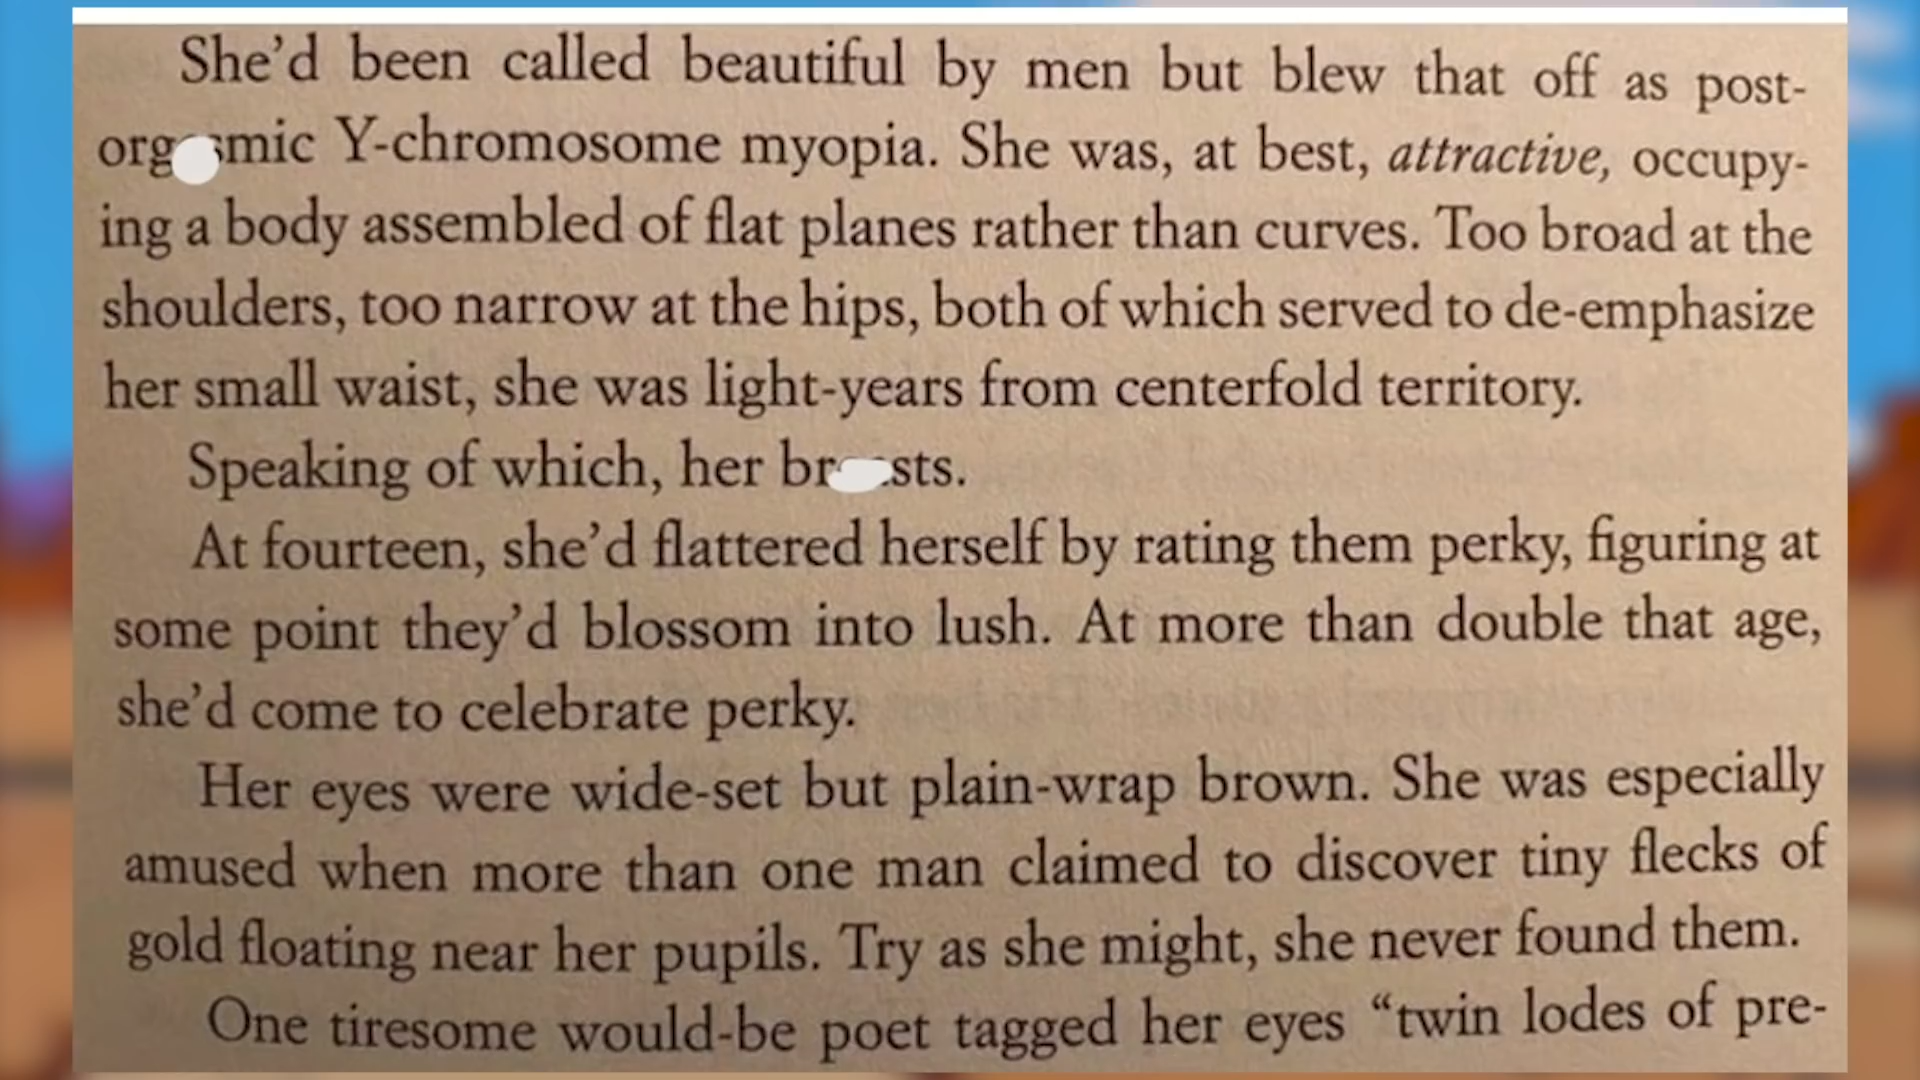 She'd been called beautiful by men but blew that off as post-
org smic Y-chromosome myopia. She was, at best, attractive, occupy-
ing a body assembled of flat planes rather than curves. Too broad at the
shoulders, too narrow at the hips, both of which served to de-emphasize
her small waist, she was light-years from centerfold territory.
Speaking of which, her br sts.
At fourteen, she'd flattered herself by rating them perky, figuring at
some point they'd blossom into lush. At more than double that age,
she'd come to celebrate perky.
Her eyes were wide-set but plain-wrap brown. She was especially
amused when more than one man claimed to discover tiny flecks of
gold floating near her pupils. Try as she might, she never found them.
One tiresome would-be poet tagged her eyes “twin lodes of pre-